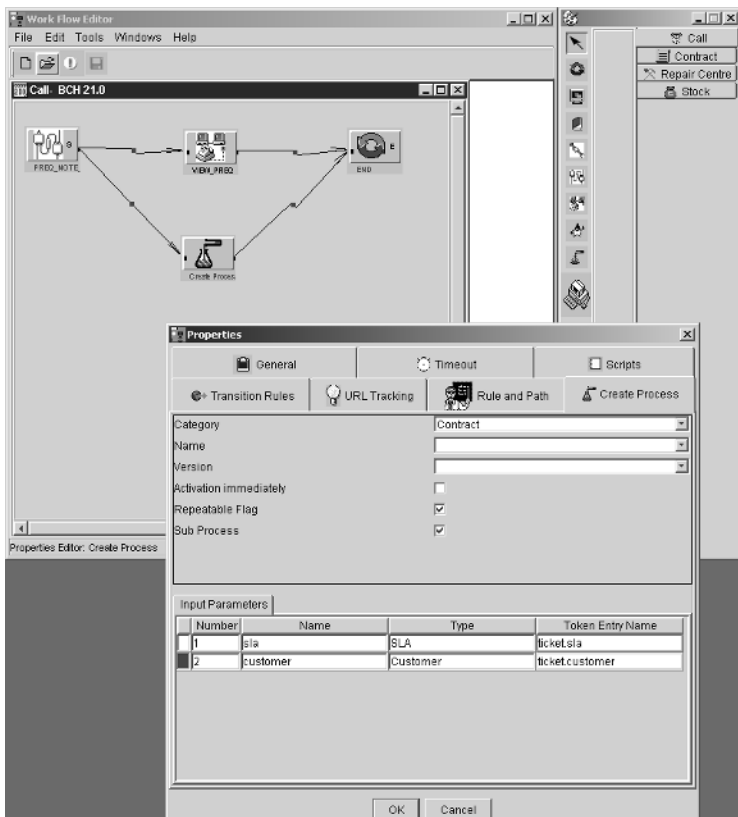 Work Flow Editor
File Edit Tools Windows Help
Call- BCH 21.0
PREQ_NOTE_
VIEW_PREQ
E
END
Create Proces
Call
Contract
Repair Centre
Stock
Properties Editor: Create Process
Properties
General
Timeout
Scripts
Transition Rules
URL Tracking
Rule and Path
Create Process
Category Contract
Name
Version
Activation immediately
Repeatable Flag
Sub Process
Input Parameters
Number Name Type Token Entry Name
1 sla SLA ticket.sla
2 customer Customer ticket.customer
OK Cancel